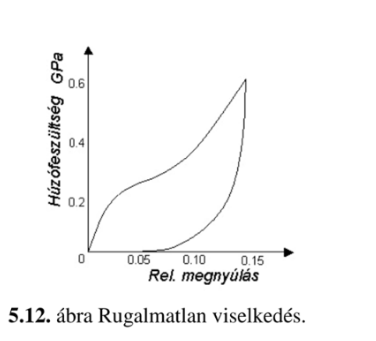 Húzófeszültség GPa
0.6
0.4
0.2
0
0.05
0.10
0.15
Rel. megnyúlás
5.12. ábra Rugalmatlan viselkedés.